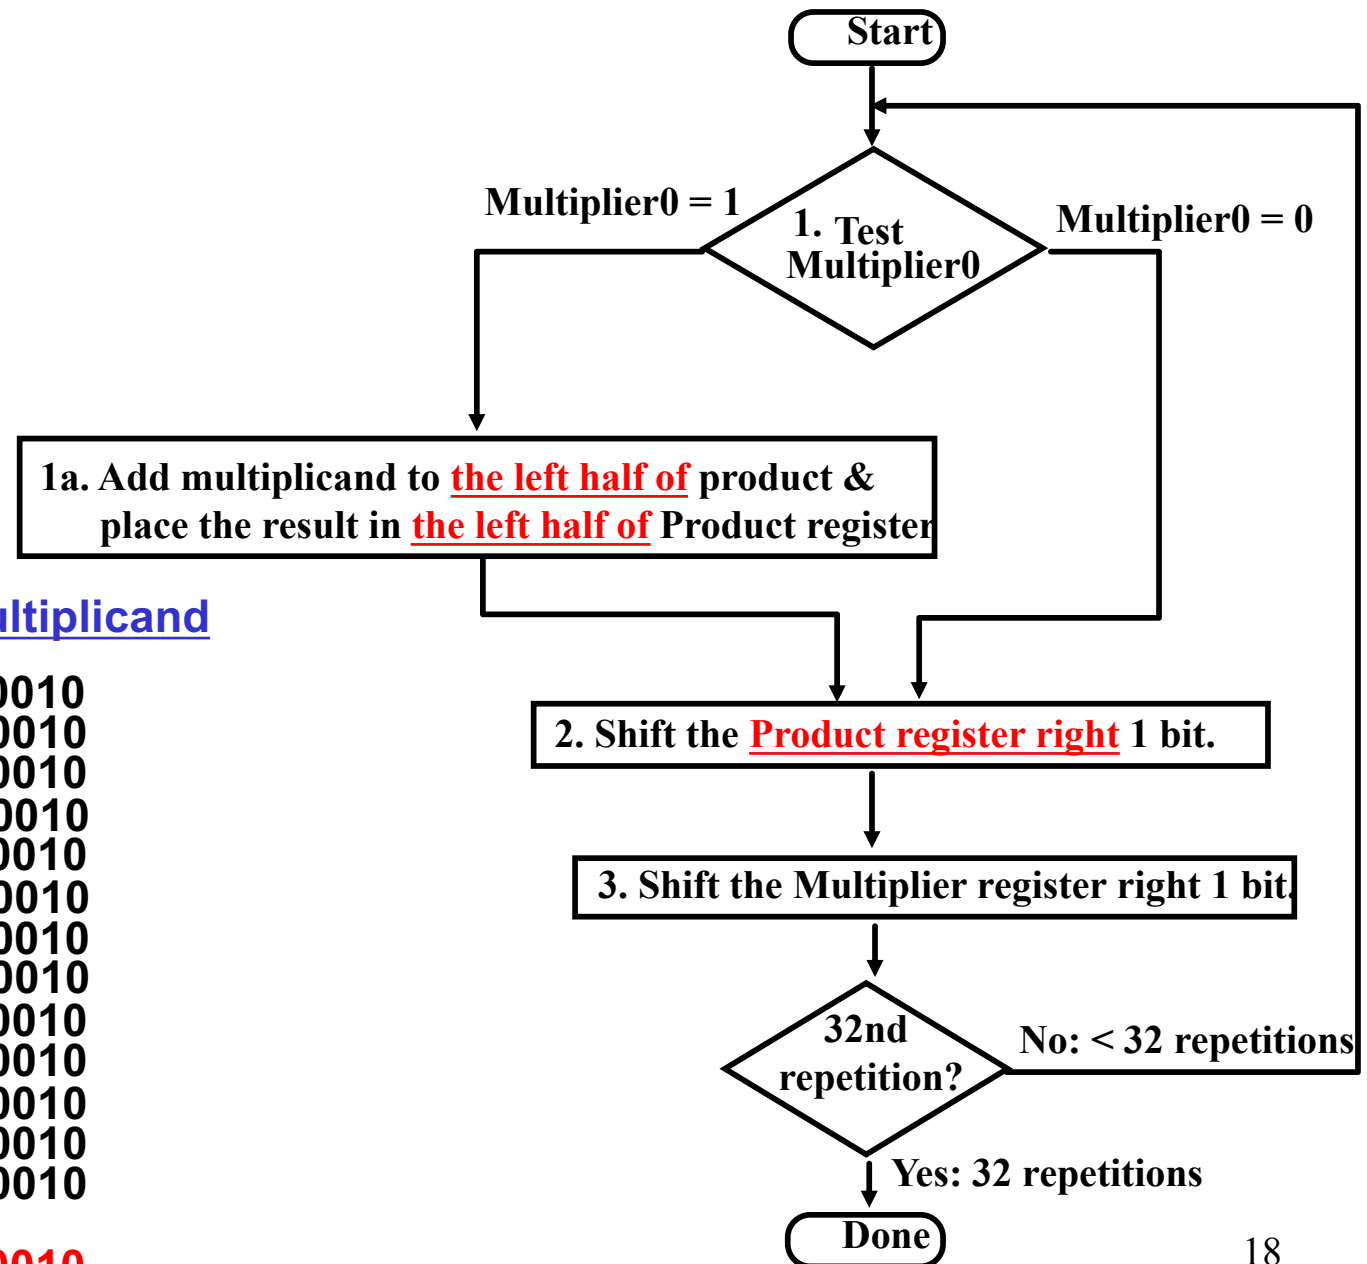 Start
Multiplier0 = 1
1. Test
Multiplier0
Multiplier0 = 0
1a. Add multiplicand to the left half of product &
place the result in the left half of Product register
ultiplicand
0010
0010
0010
0010
0010
0010
0010
0010
0010
0010
0010
0010
0010
0010
2. Shift the Product register right 1 bit.
3. Shift the Multiplier register right 1 bit.
32nd
repetition?
No: < 32 repetitions
Yes: 32 repetitions
Done
18